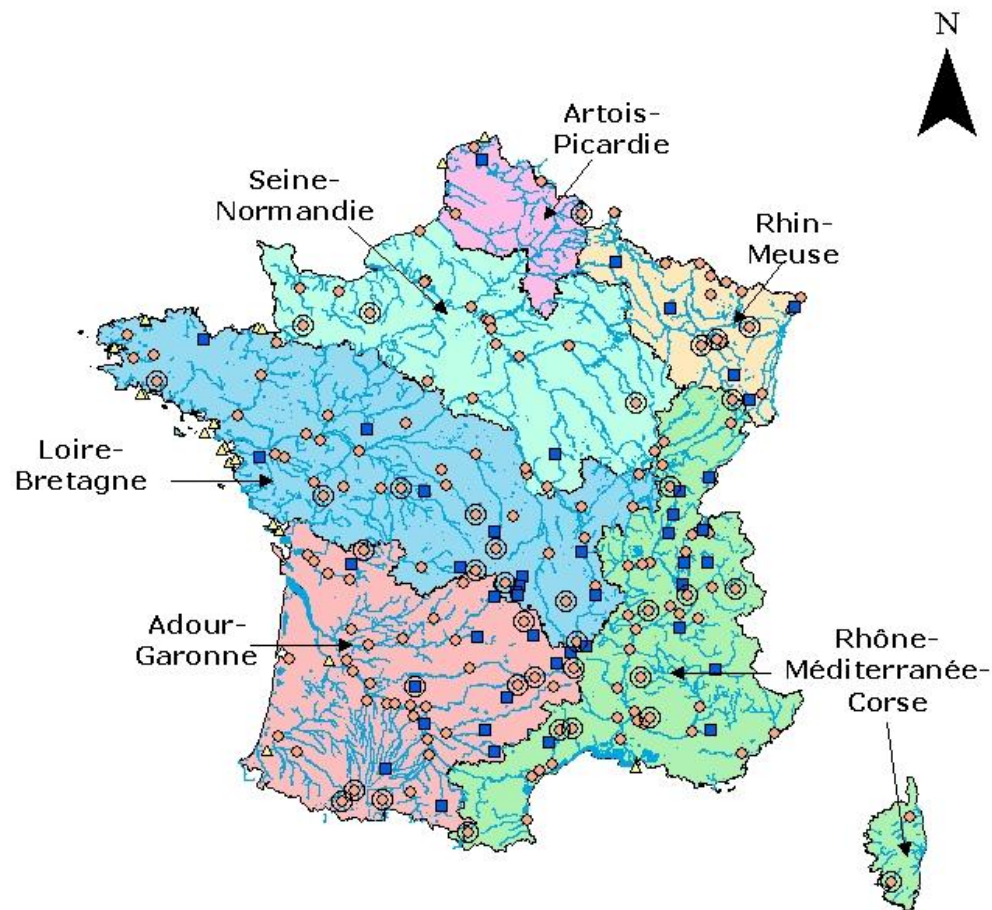 N
Artois-
Picardie
Seine-
Normandie
Rhin-
Meuse
Loire-
Bretagne
Adour-
Garonne
Rhône-
Méditerranée-
Corse